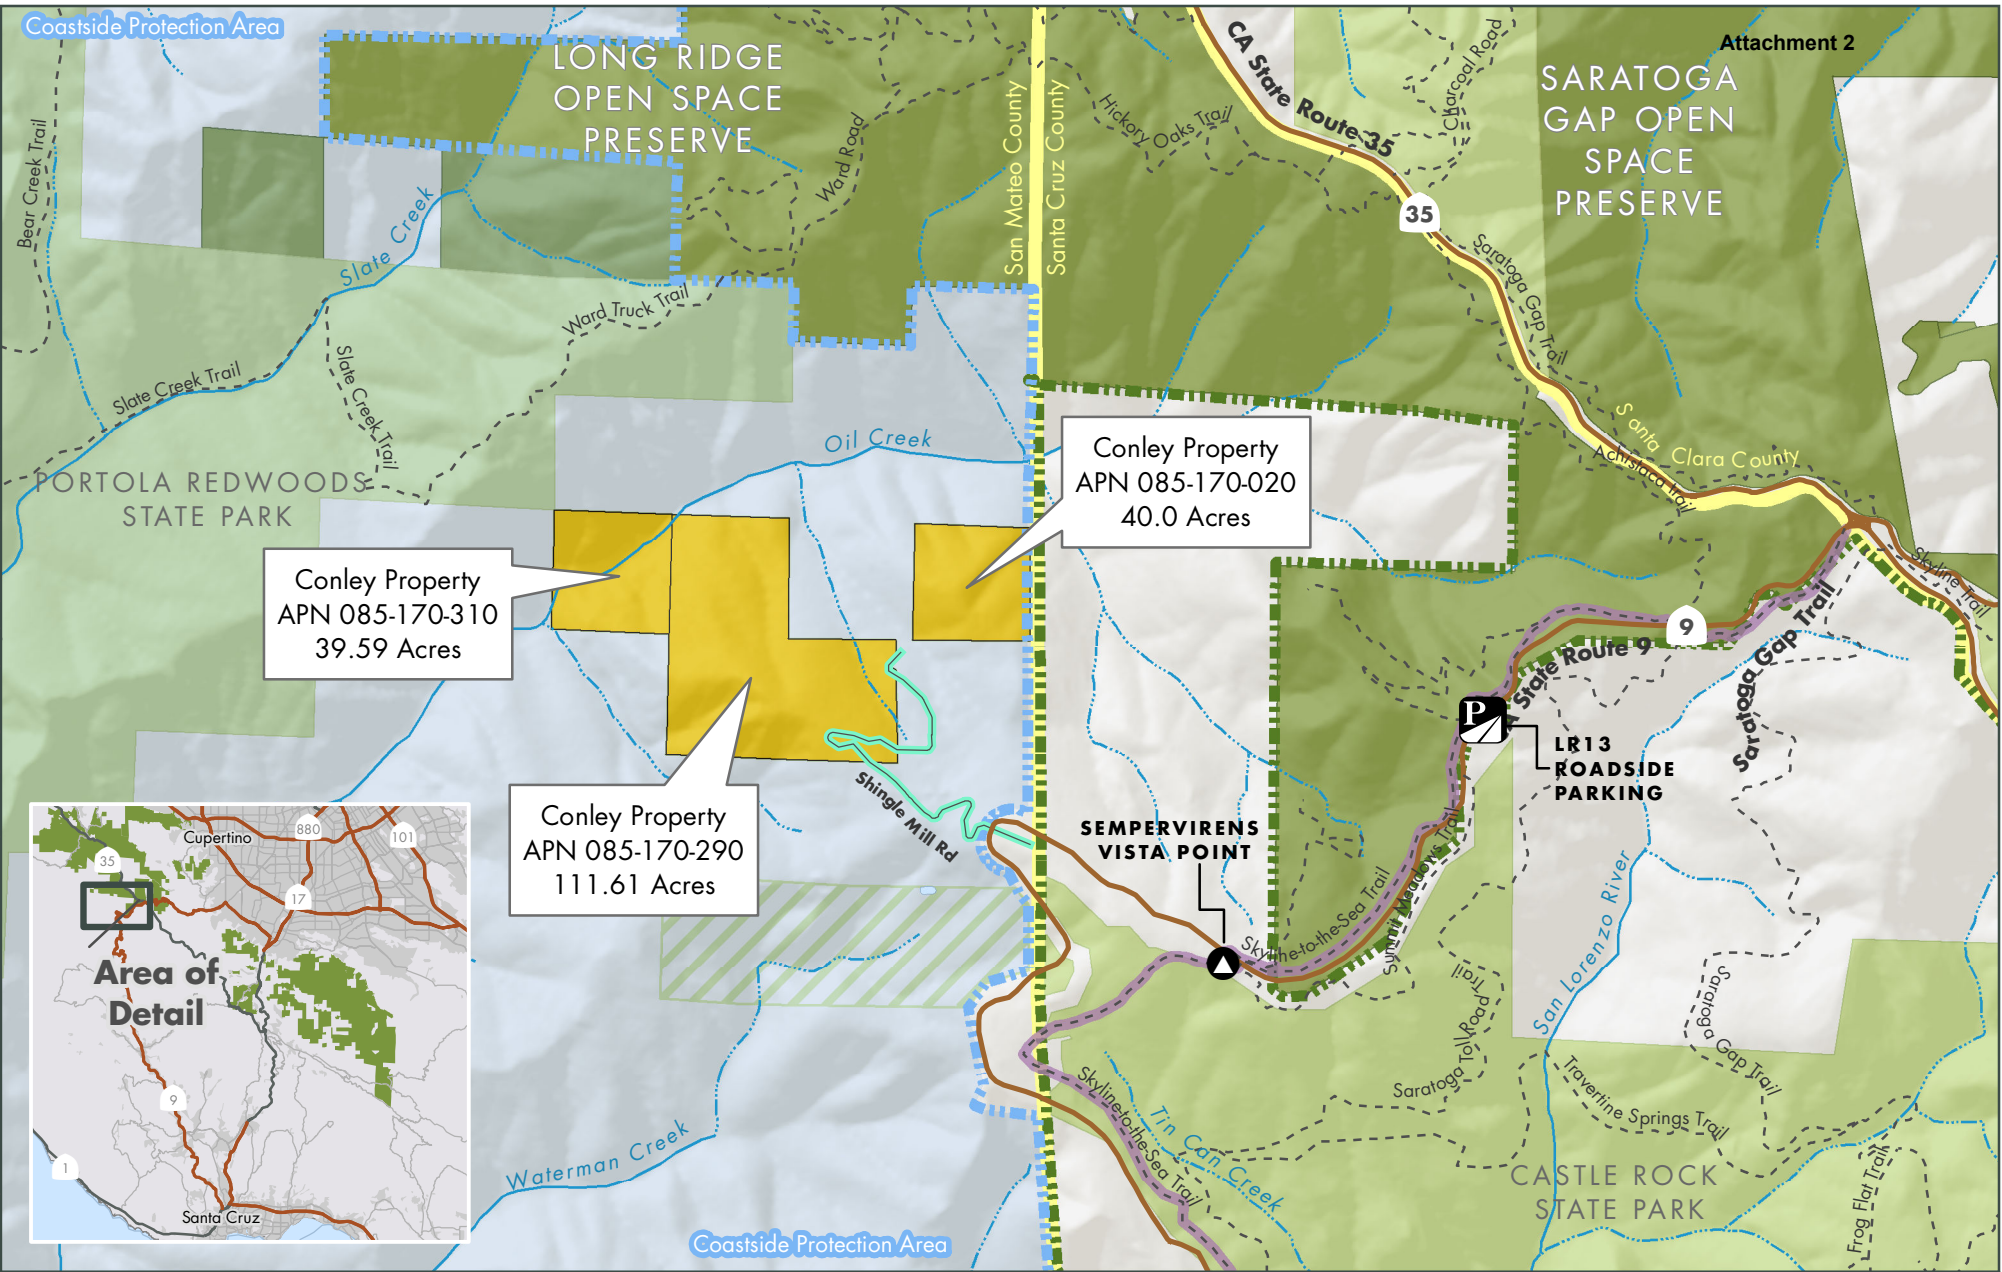 Coastside Protection Area
Attachment 2
LONG RIDGE
OPEN SPACE
PRESERVE
SARATOGA
GAP OPEN
SPACE
PRESERVE
CA State Route 35
Charcoal Road
Hickory Oaks Trail
Ward Road
San Mateo County
Santa Cruz County
Bear Creek Trail
35
Slate Creek
Saratoga Gap Trail
Ward Truck Trail
Slate Creek Trail
Slate Creek Trail
Santa Clara County
Achistaca Trail
Oil Creek
PORTOLA REDWOODS
STATE PARK
Conley Property
APN 085-170-020
40.0 Acres
Conley Property
APN 085-170-310
39.59 Acres
Skyline Trail
9
State Route 9
Saratoga Gap Trail
P
LR13
ROADSIDE
PARKING
Conley Property
APN 085-170-290
111.61 Acres
Shingle Mill Rd
SEMPERVIRENS
VISTA POINT
Skyline-to-the-Sea Trail
Summit Meadows Trail
San Lorenzo River
Saratoga Toll Road Trail
Saratoga Gap Trail
Travertine Springs Trail
Skyline-to-the-Sea Trail
Tin Can Creek
Waterman Creek
CASTLE ROCK
STATE PARK
Frog Flat Trail
Coastside Protection Area
Cupertino
880
101
35
17
Area of
Detail
9
1
Santa Cruz